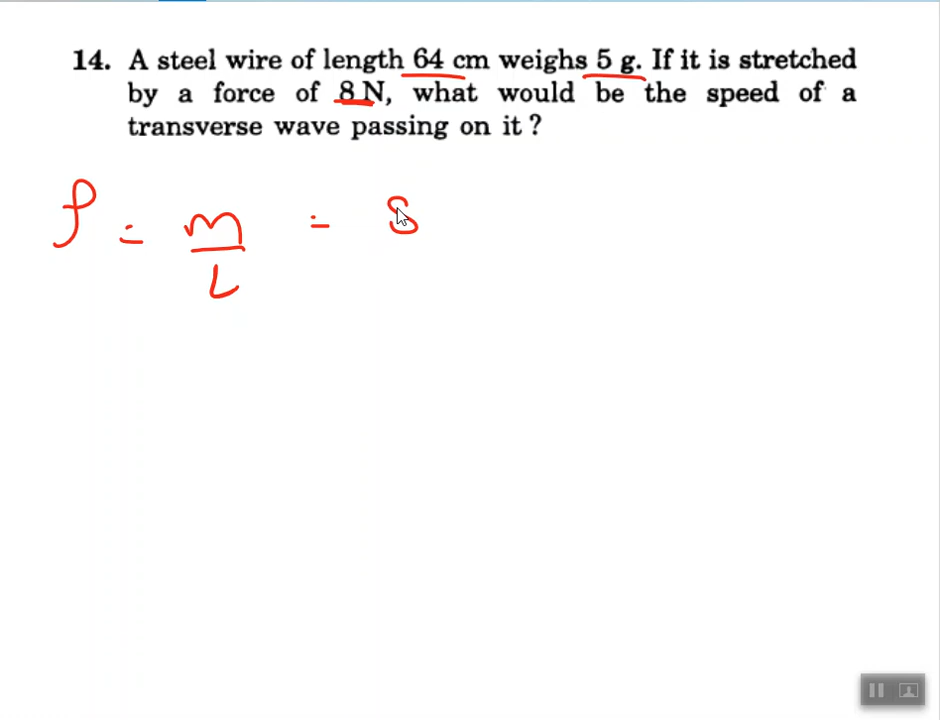 14. A steel wire of length 64 cm weighs 5 g. If it is stretched
by a force of 8 N, what would be the speed of a
transverse wave passing on it ?
ρ = m/L =